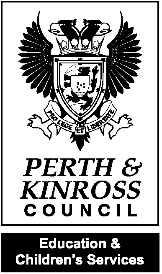 PERTH &
KINROSS
COUNCIL
Education &
Children's Services